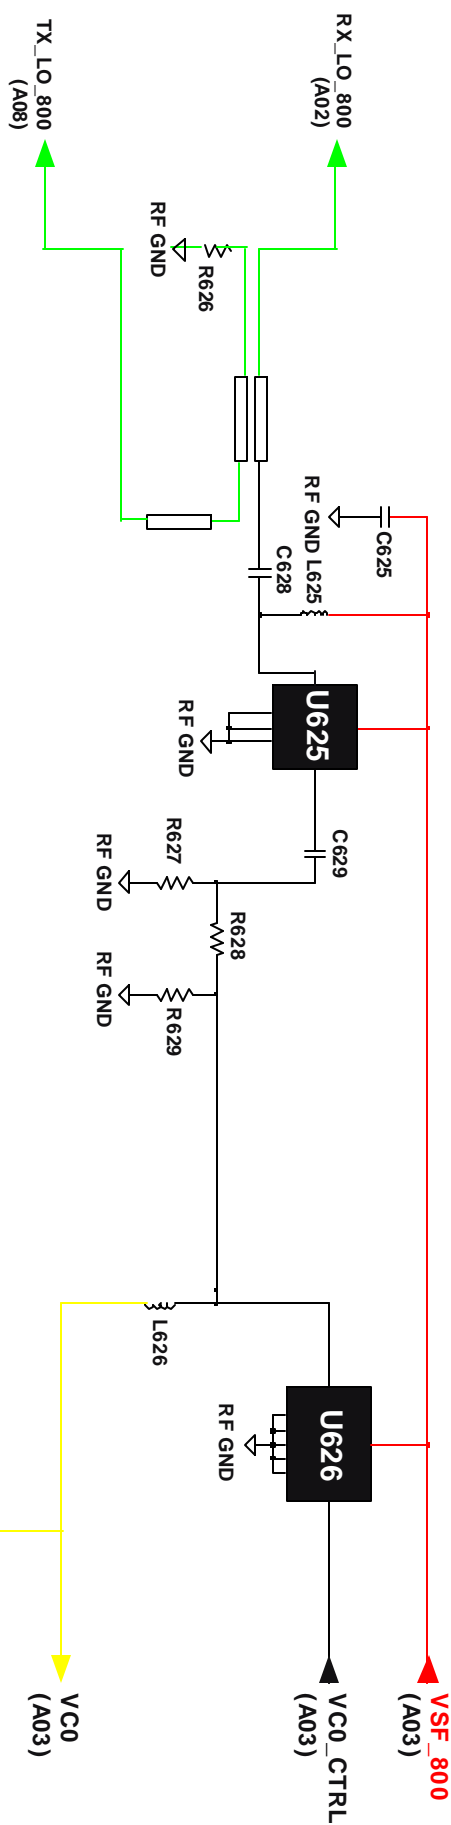 TX_LO_800
(A08)
RX_LO_800
(A02)
RF GND
R626
RF GND
L625
C625
C628
U625
RF GND
C629
R627
RF GND
R628
RF GND
R629
L626
RF GND
U626
VC0
(A03)
VC0_CTRL
(A03)
VSF_800
(A03)